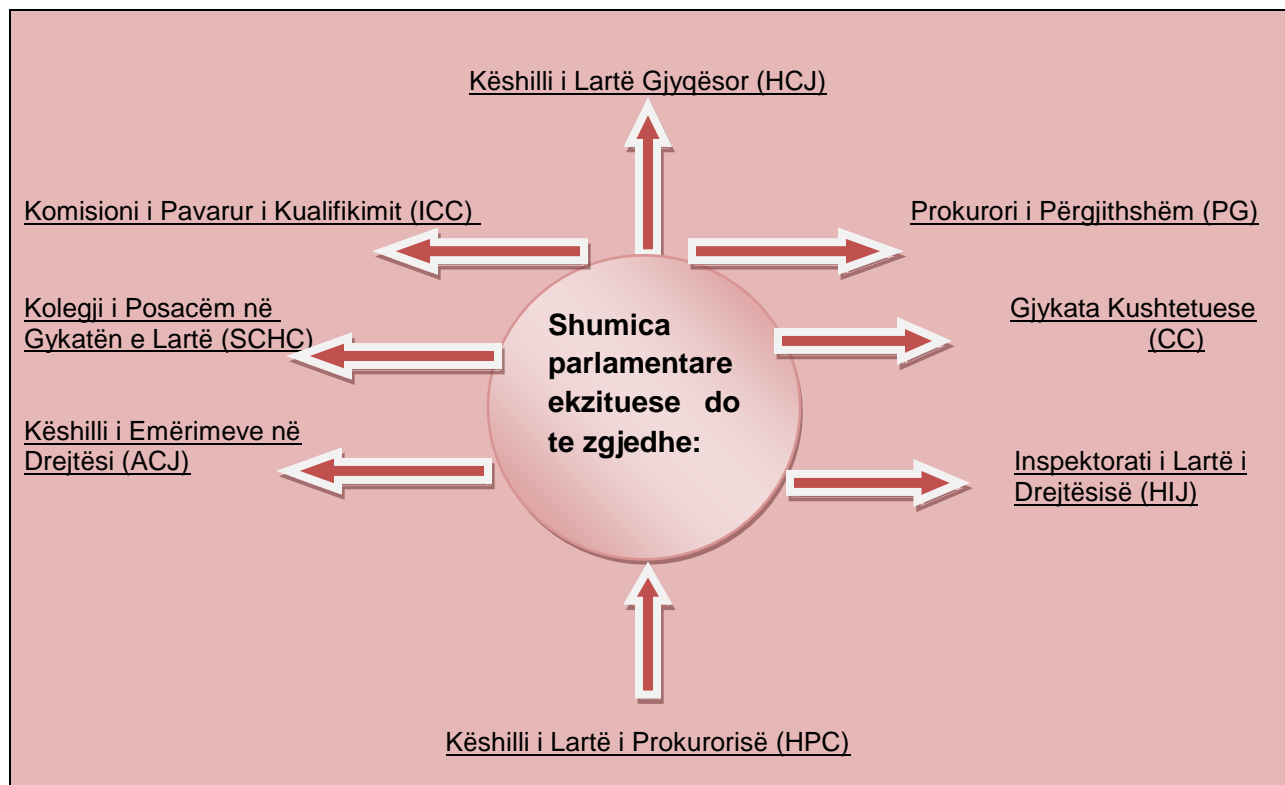 Këshilli i Lartë Gjyqësor (HCJ)
Komisioni i Pavarur i Kualifikimit (ICC)
Prokurori i Përgjithshëm (PG)
Kolegji i Posacëm në
Gykatën e Lartë (SCHC)
Gjykata Kushtetuese
(CC)
Shumica
parlamentare
ekzituese do
te zgjedhe:
Këshilli i Emërimeve në
Drejtësi (ACJ)
Inspektorati i Lartë i
Drejtësisë (HIJ)
Këshilli i Lartë i Prokurorisë (HPC)